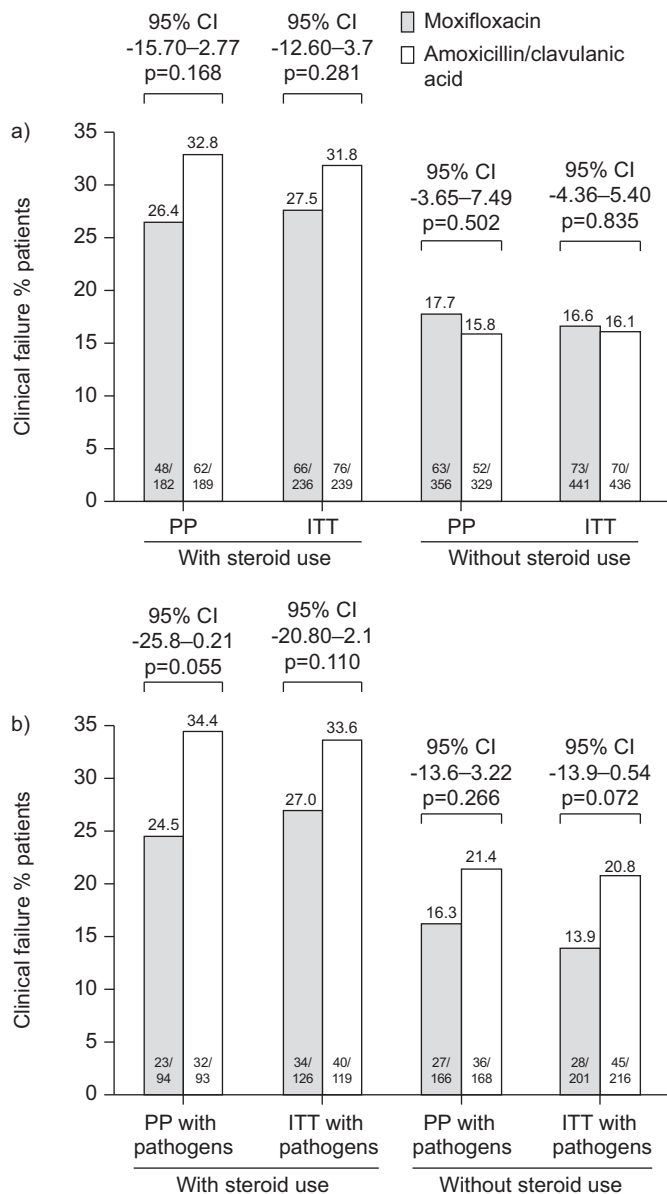 95% CI
-15.70–2.77
p=0.168
95% CI
-12.60–3.7
p=0.281
Moxifloxacin
Amoxicillin/clavulanic
acid
a)
Clinical failure % patients
35
30
25
20
15
10
5
0
95% CI
-3.65–7.49
p=0.502
95% CI
-4.36–5.40
p=0.835
26.4
32.8
27.5
31.8
17.7
15.8
16.6
16.1
48/
182
62/
189
66/
236
76/
239
63/
356
52/
329
73/
441
70/
436
PP
ITT
PP
ITT
With steroid use
Without steroid use
95% CI
-25.8–0.21
p=0.055
95% CI
-20.80–2.1
p=0.110
b)
Clinical failure % patients
35
30
25
20
15
10
5
0
95% CI
-13.6–3.22
p=0.266
95% CI
-13.9–0.54
p=0.072
24.5
34.4
27.0
33.6
16.3
21.4
13.9
20.8
23/
94
32/
93
34/
126
40/
119
27/
166
36/
168
28/
201
45/
216
PP with
pathogens
ITT with
pathogens
PP with
pathogens
ITT with
pathogens
With steroid use
Without steroid use